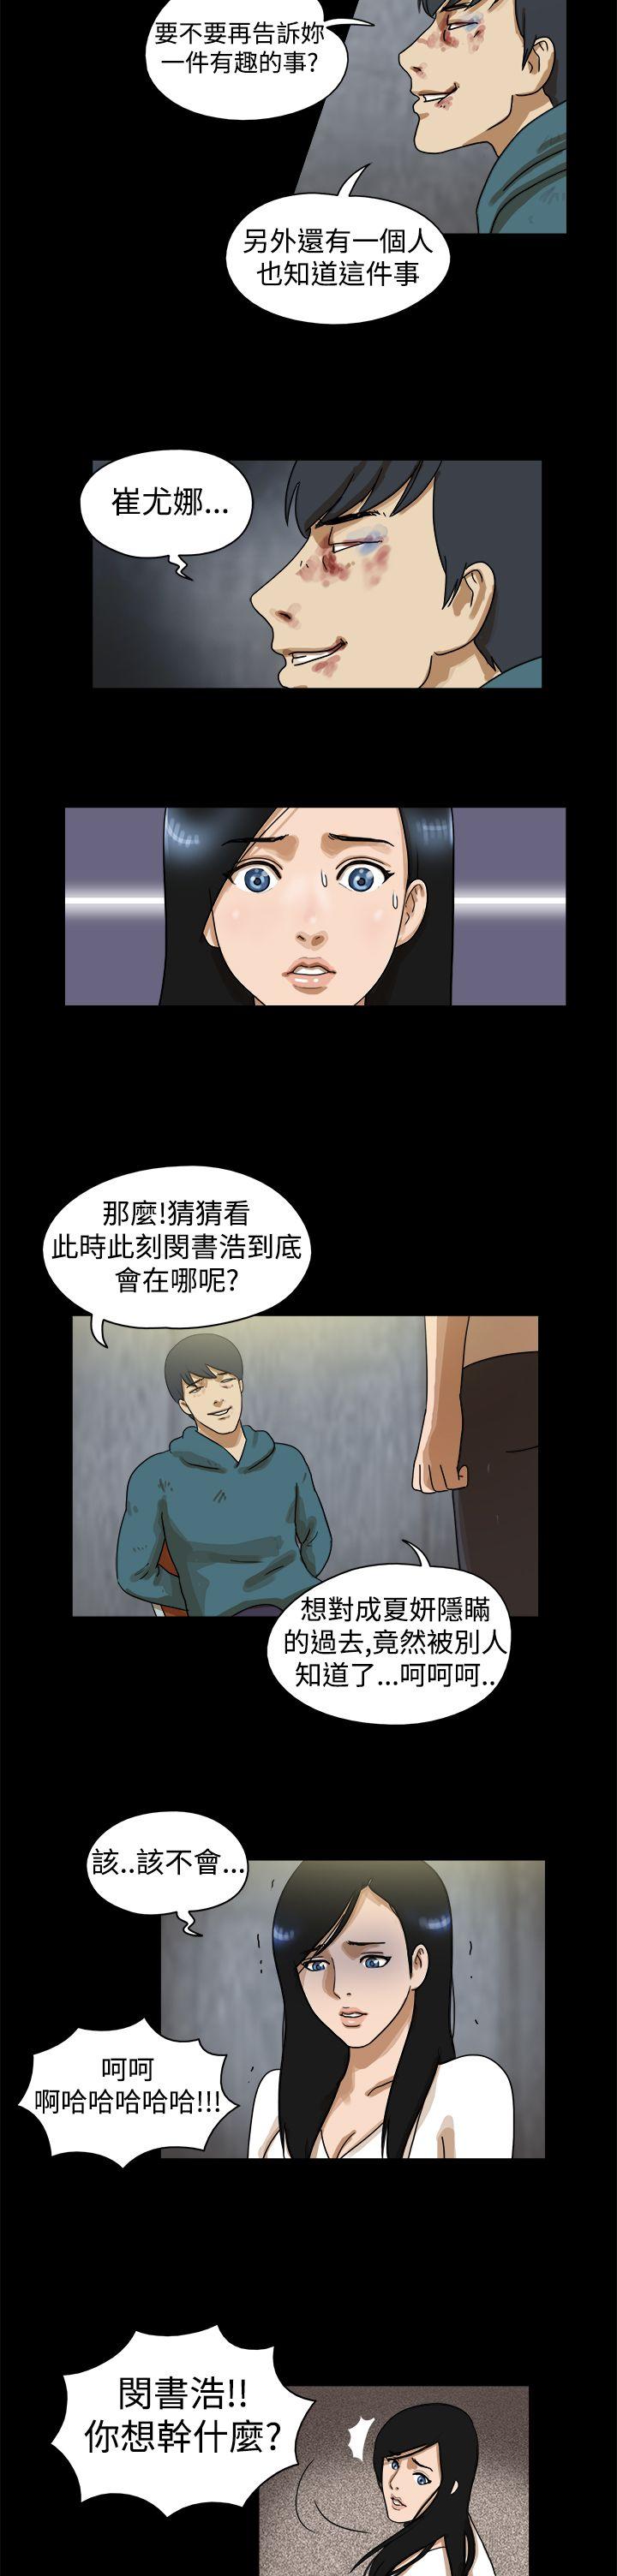 要不要再告訴妳
一件有趣的事?
另外還有一個人
也知道這件事
崔尤娜...
那麼!猜猜看
此時此刻閔書浩到底
會在哪呢?
想對成夏妍隱瞞
的過去,竟然被別人
知道了...呵呵呵..
該..該不會...
呵呵
啊哈哈哈哈哈!!!
閔書浩!!
你想幹什麼?